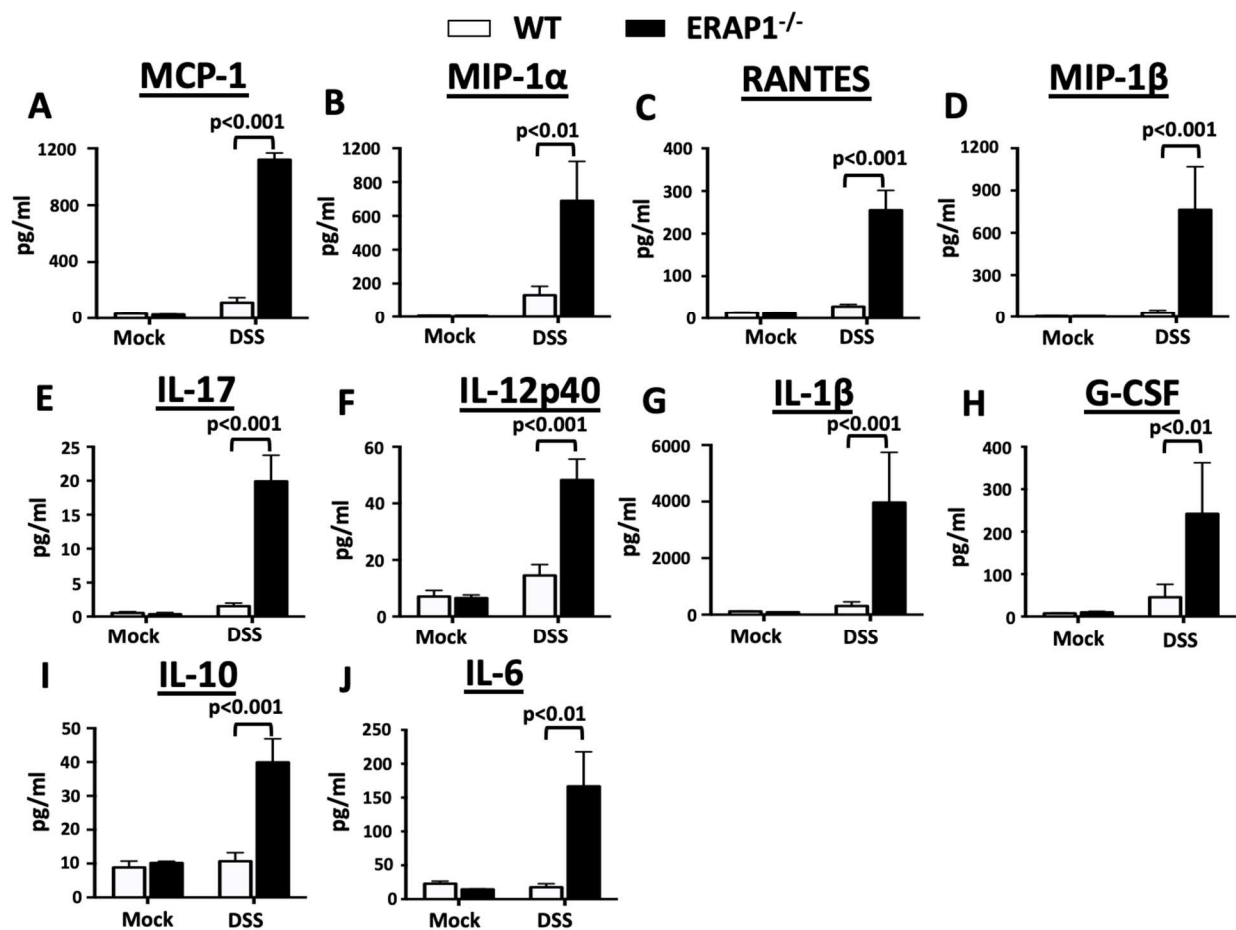 WT ERAP1-/-
MCP-1 MIP-1α RANTES MIP-1β
A B C D
p<0.001 p<0.01 p<0.001 p<0.001
pg/ml
1200
800
400
0
Mock DSS
pg/ml
1200
1000
800
600
400
200
0
Mock DSS
pg/ml
400
300
200
100
0
Mock DSS
pg/ml
1200
900
600
300
0
Mock DSS
IL-17 IL-12p40 IL-1β G-CSF
E F G H
p<0.001 p<0.001 p<0.001 p<0.01
pg/ml
25
20
15
10
5
0
Mock DSS
pg/ml
60
40
20
0
Mock DSS
pg/ml
6000
4000
2000
0
Mock DSS
pg/ml
400
300
200
100
0
Mock DSS
IL-10 IL-6
I J
p<0.001 p<0.01
pg/ml
50
40
30
20
10
0
Mock DSS
pg/ml
250
200
150
100
50
0
Mock DSS